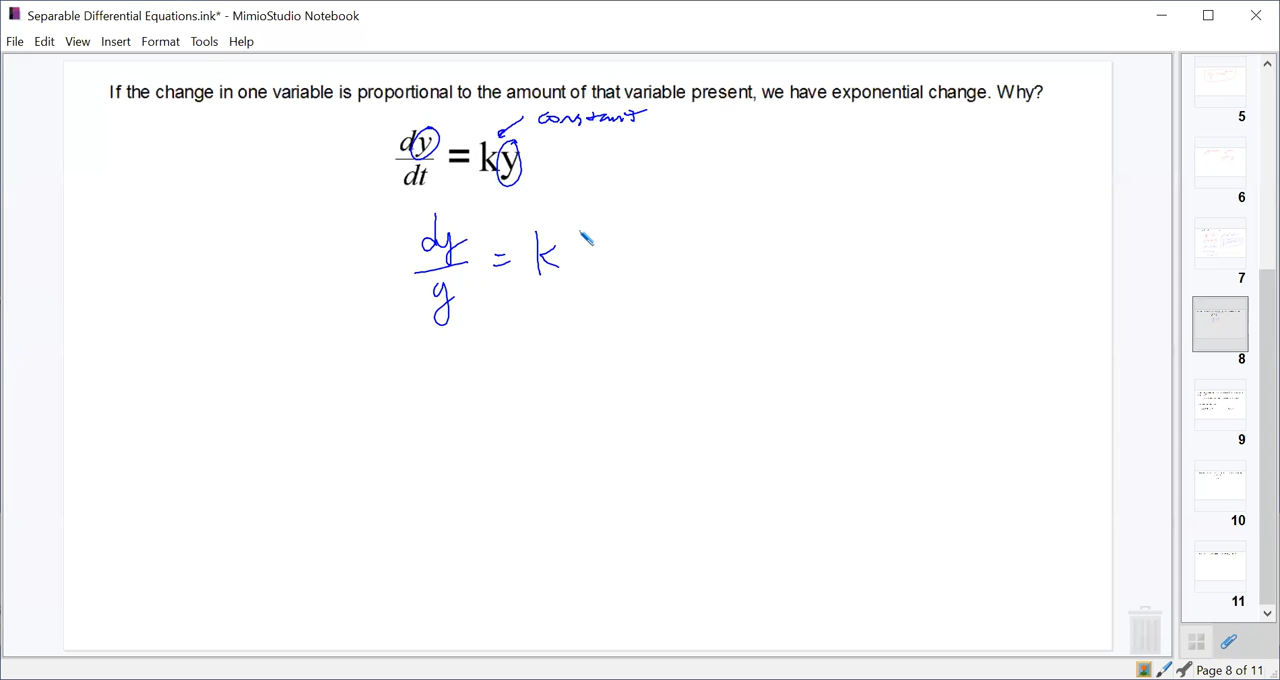 Separable Differential Equations.ink* - MimioStudio Notebook
File Edit View Insert Format Tools Help
If the change in one variable is proportional to the amount of that variable present, we have exponential change. Why?
constant
dy/dt = ky
dy/y = k
5
6
7
8
9
10
11
Page 8 of 11